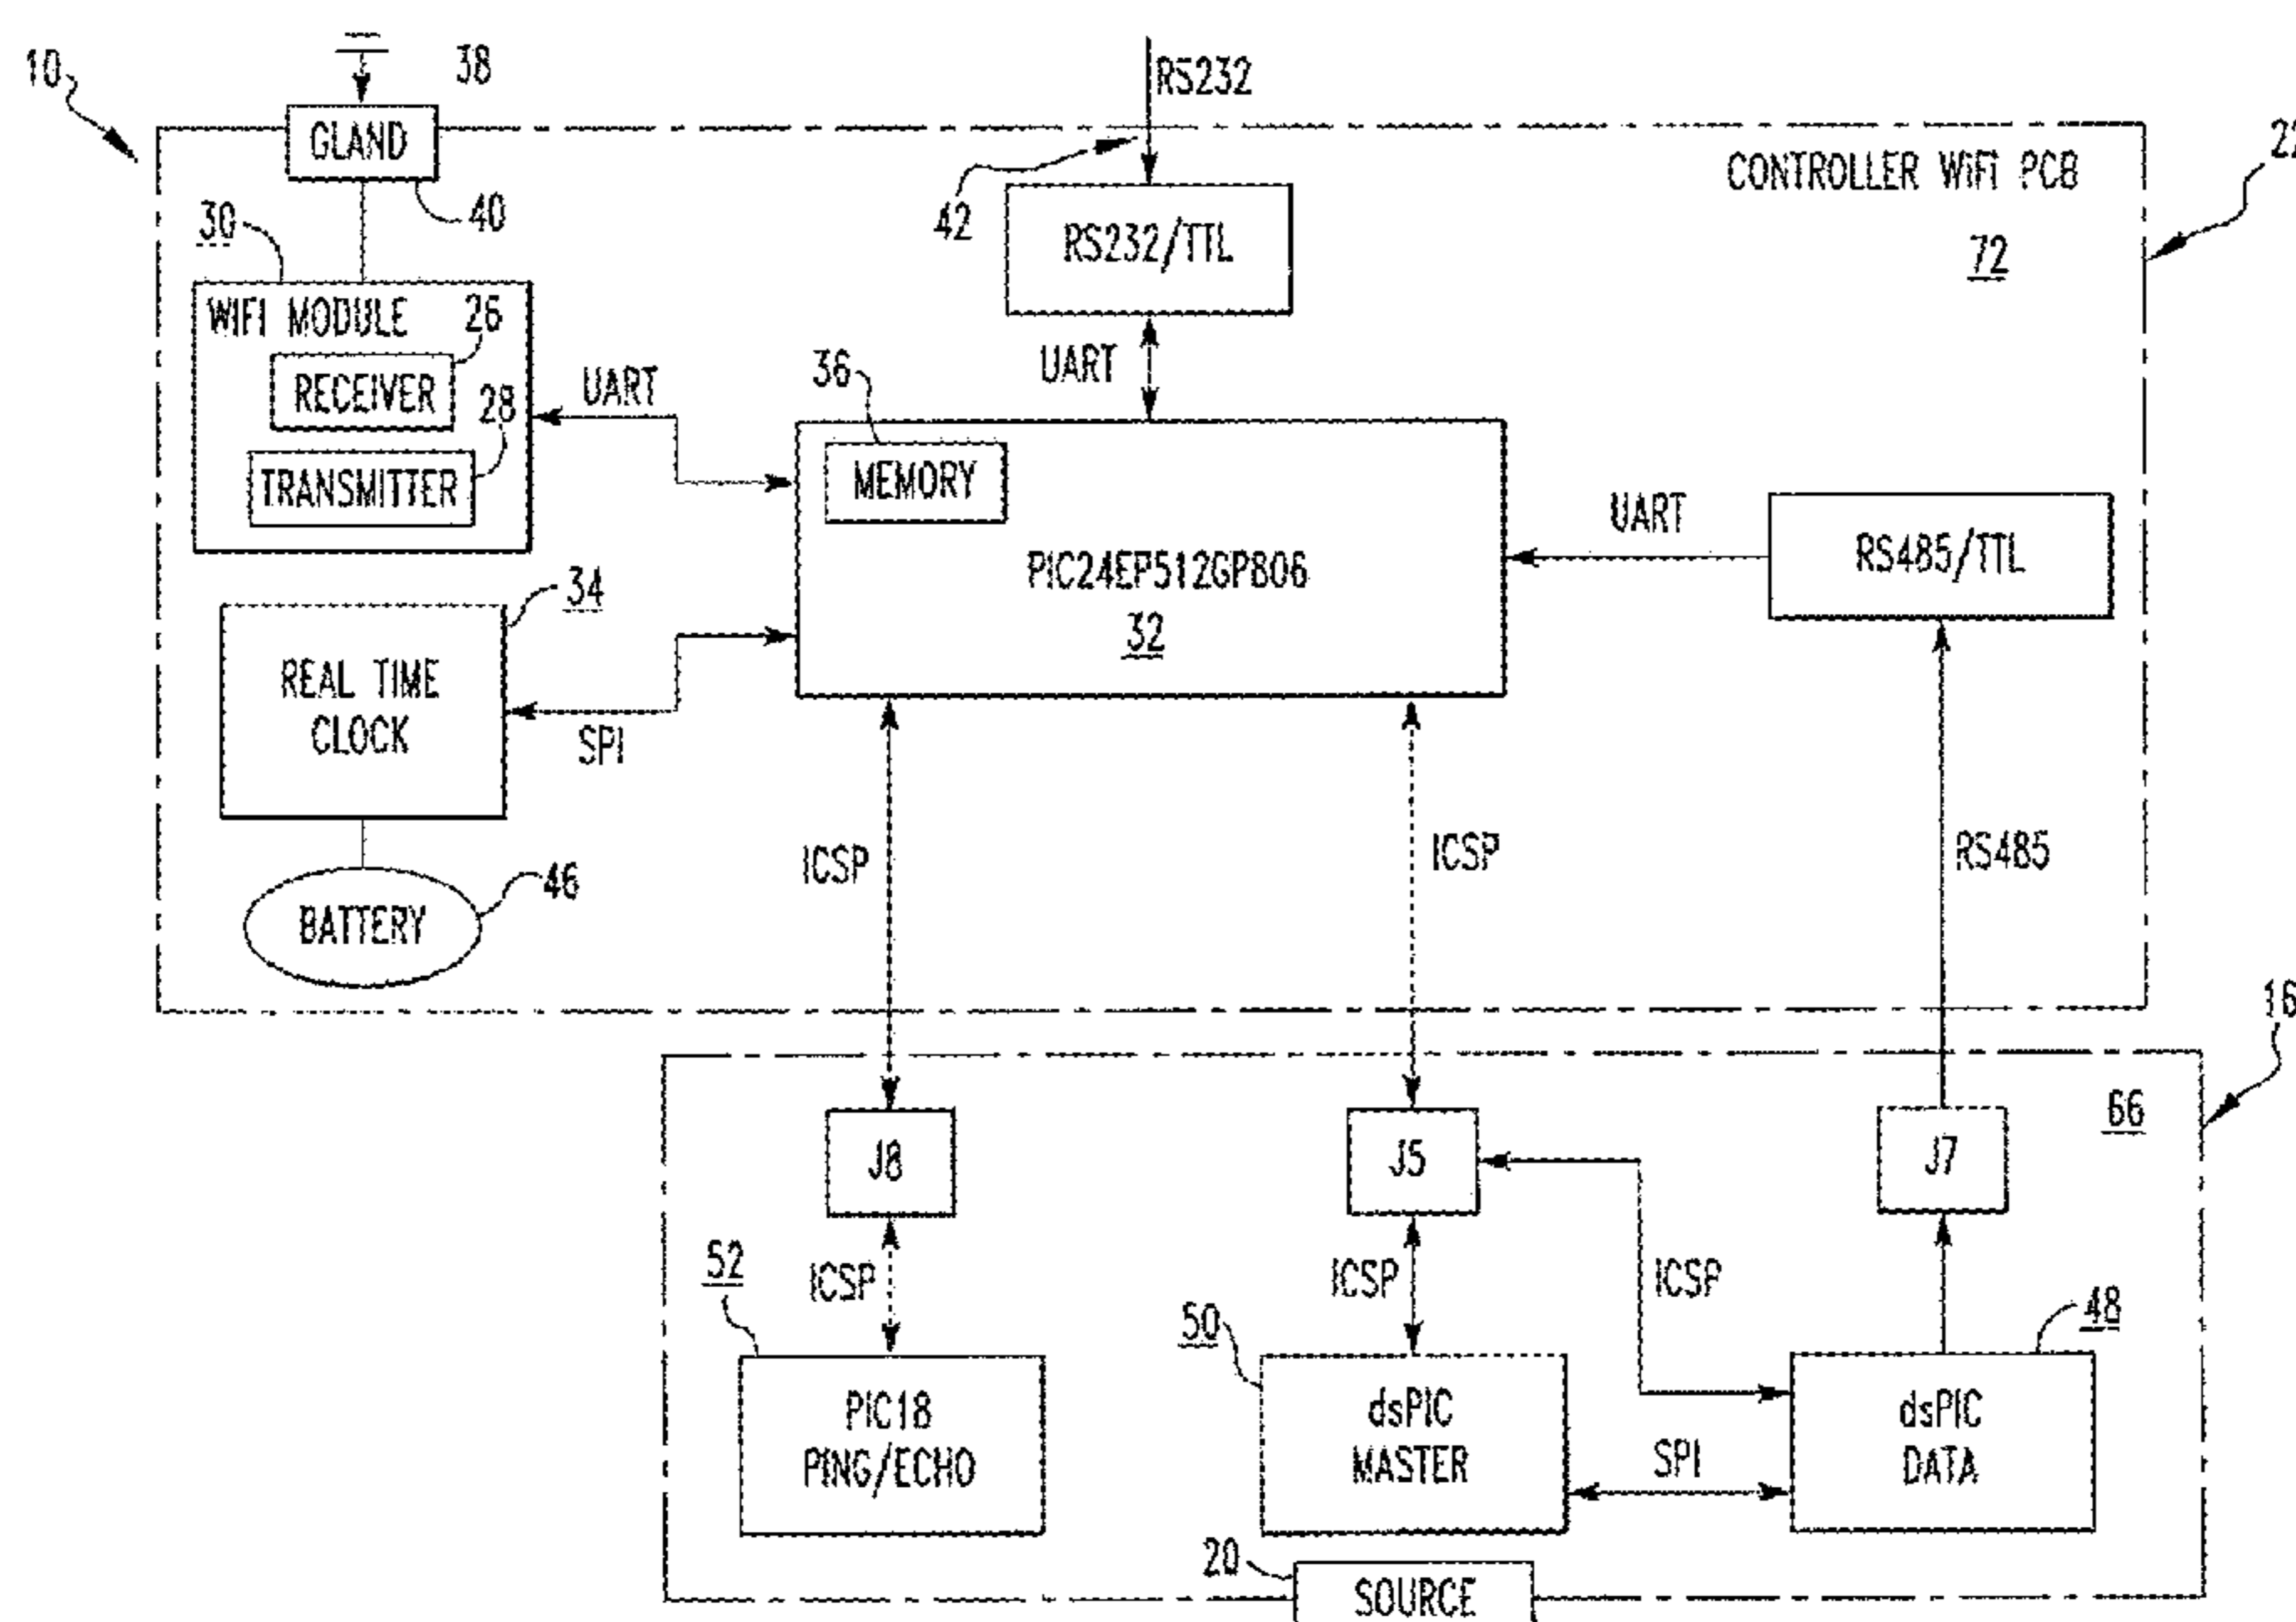 10
38
RS232
GLAND
40
42
RS232/TTL
CONTROLLER WiFi PCB
72
22
30
WIFI MODULE
26
RECEIVER
28
TRANSMITTER
UART
UART
36
MEMORY
PIC24EP512GP806
32
UART
RS485/TTL
34
REAL TIME
CLOCK
SPI
BATTERY
46
ICSP
ICSP
RS485
16
66
J8
J5
J7
52
ICSP
ICSP
ICSP
50
48
PIC18
PING/ECHO
dsPIC
MASTER
SPI
dsPIC
DATA
20
SOURCE